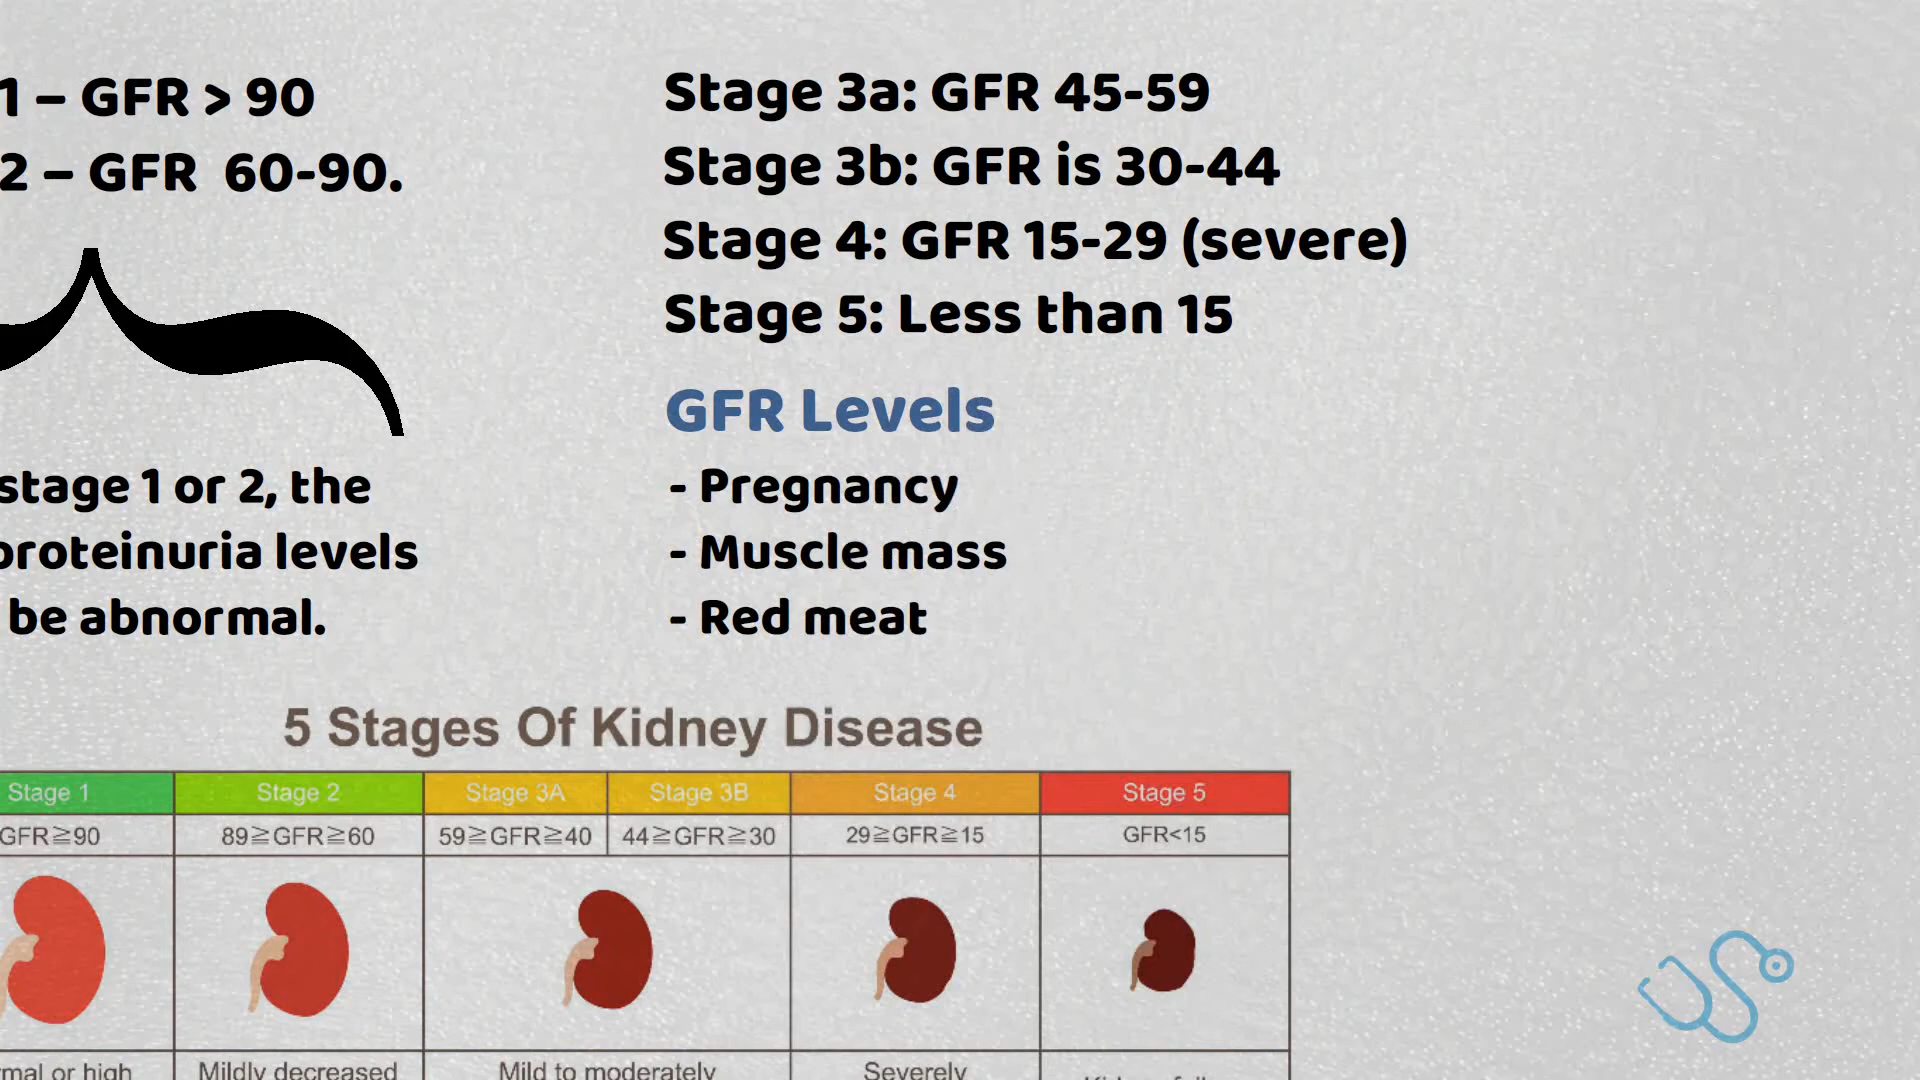 1 – GFR > 90
2 – GFR 60-90.
stage 1 or 2, the
proteinuria levels
be abnormal.
Stage 3a: GFR 45-59
Stage 3b: GFR is 30-44
Stage 4: GFR 15-29 (severe)
Stage 5: Less than 15
GFR Levels
- Pregnancy
- Muscle mass
- Red meat
5 Stages Of Kidney Disease
Stage 1 Stage 2 Stage 3A Stage 3B Stage 4 Stage 5
GFR≧90 89≧GFR≧60 59≧GFR≧40 44≧GFR≧30 29≧GFR≧15 GFR<15
or high Mildly decreased Mild to moderately Severely